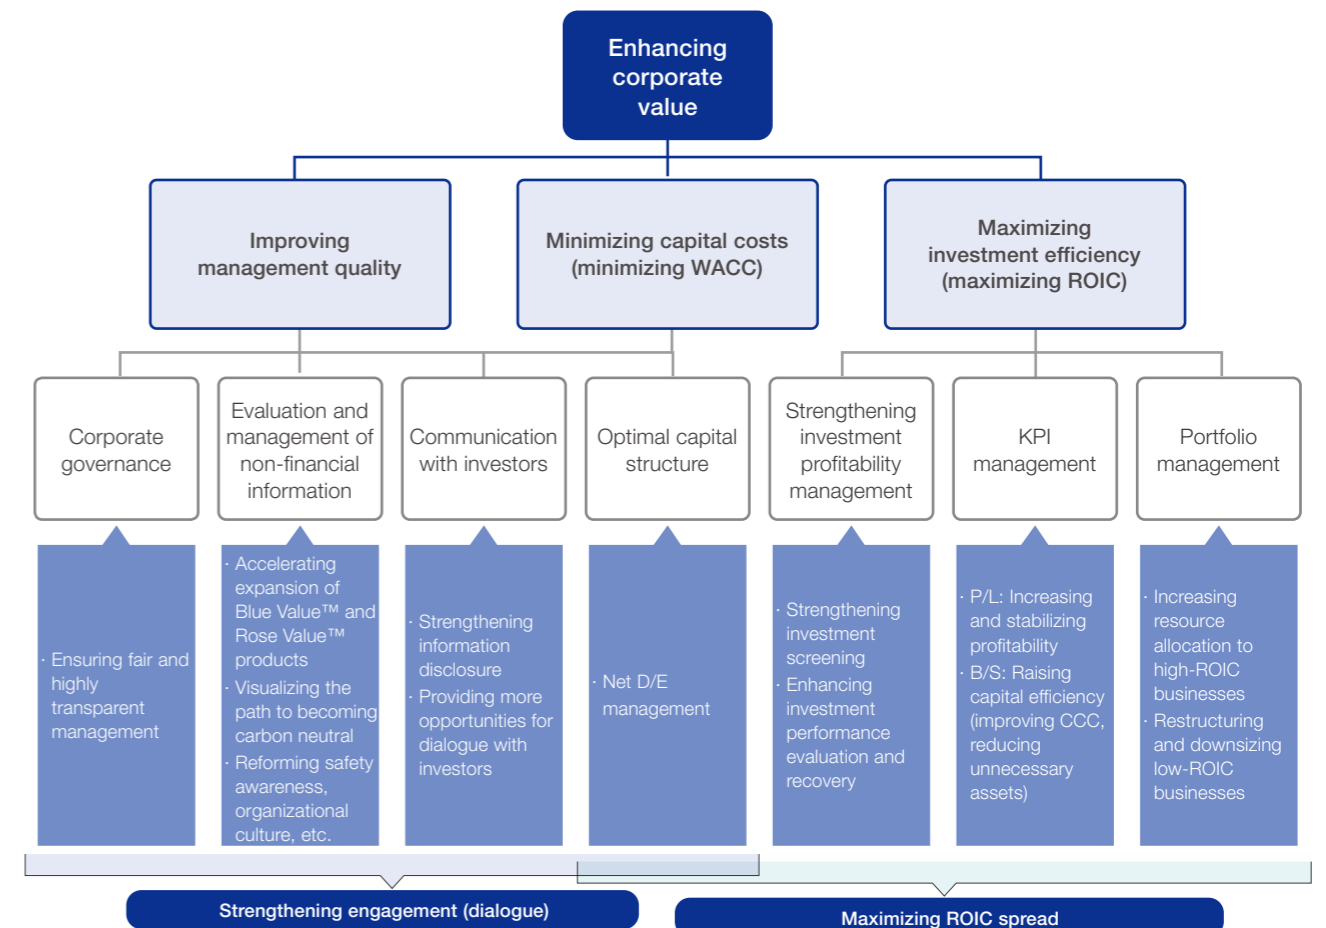 Enhancing
corporate
value
Improving
management quality
Minimizing capital costs
(minimizing WACC)
Maximizing
investment efficiency
(maximizing ROIC)
Corporate
governance
Evaluation and
management of
non-financial
information
Communication
with investors
Optimal capital
structure
Strengthening
investment
profitability
management
KPI
management
Portfolio
management
· Ensuring fair and
highly
transparent
management
· Accelerating
expansion of
Blue Value™ and
Rose Value™
products
· Visualizing the
path to becoming
carbon neutral
· Reforming safety
awareness,
organizational
culture, etc.
· Strengthening
information
disclosure
· Providing more
opportunities for
dialogue with
investors
· Net D/E
management
· Strengthening
investment
screening
· Enhancing
investment
performance
evaluation and
recovery
· P/L: Increasing
and stabilizing
profitability
· B/S: Raising
capital efficiency
(improving CCC,
reducing
unnecessary
assets)
· Increasing
resource
allocation to
high-ROIC
businesses
· Restructuring
and downsizing
low-ROIC
businesses
Strengthening engagement (dialogue)
Maximizing ROIC spread